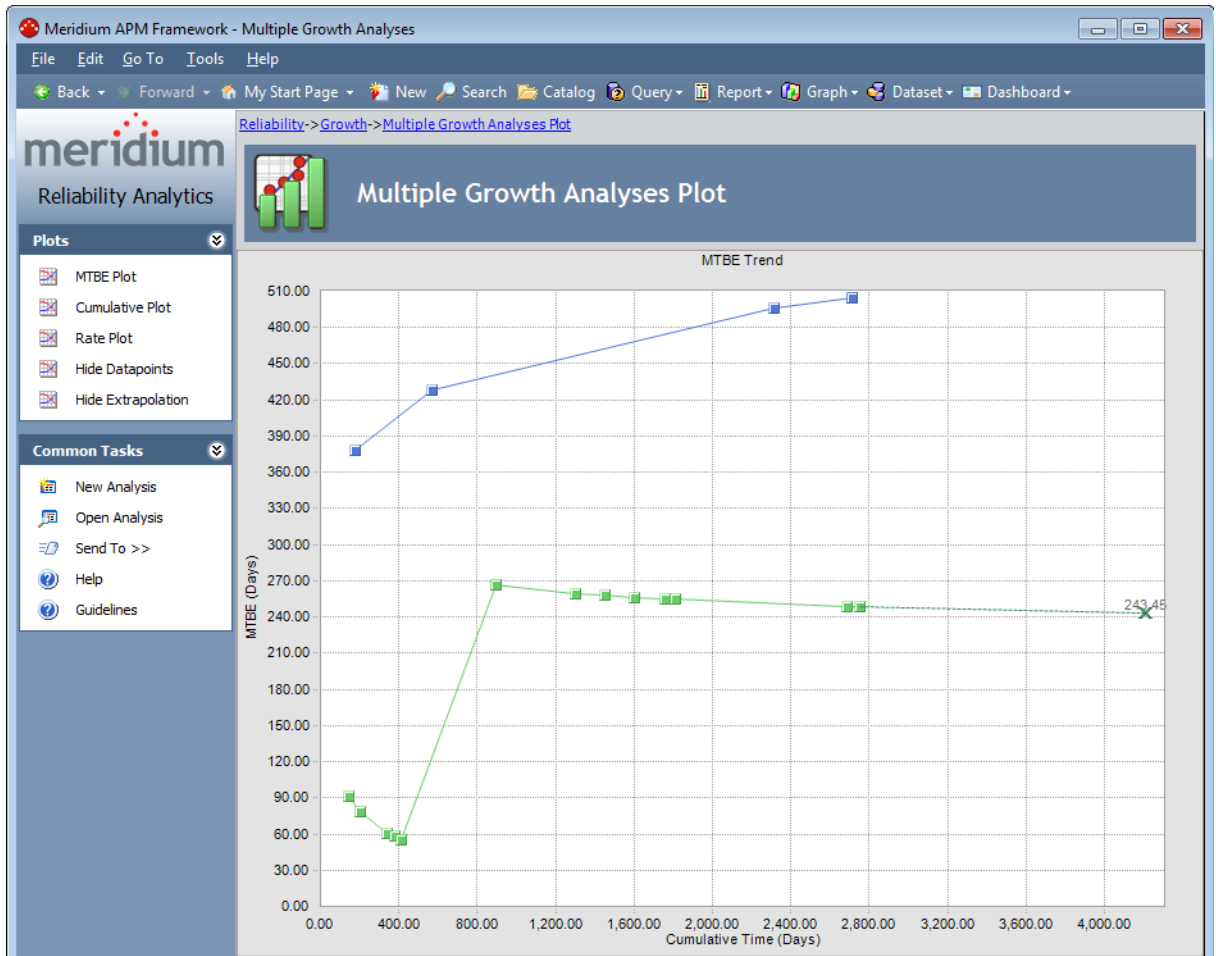 Meridium APM Framework - Multiple Growth Analyses
File Edit Go To Tools Help
Back Forward My Start Page New Search Catalog Query Report Graph Dataset Dashboard
meridium
Reliability Analytics
Plots
MTBE Plot
Cumulative Plot
Rate Plot
Hide Datapoints
Hide Extrapolation
Common Tasks
New Analysis
Open Analysis
Send To >>
Help
Guidelines
Reliability->Growth->Multiple Growth Analyses Plot
Multiple Growth Analyses Plot
MTBE Trend
510.00
480.00
450.00
420.00
390.00
360.00
330.00
300.00
270.00
240.00
210.00
180.00
150.00
120.00
90.00
60.00
30.00
0.00
MTBE (Days)
243.45
0.00 400.00 800.00 1,200.00 1,600.00 2,000.00 2,400.00 2,800.00 3,200.00 3,600.00 4,000.00
Cumulative Time (Days)